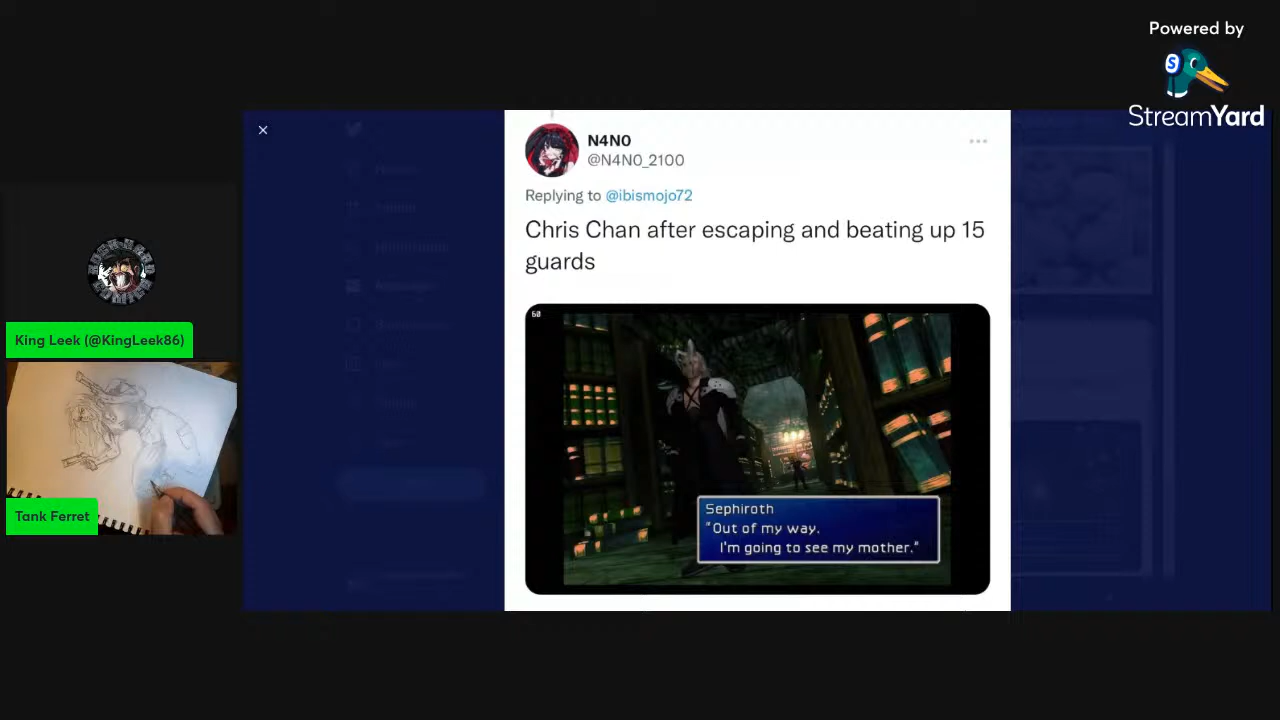 Powered by
StreamYard
N4N0
@N4N0_2100
Replying to @ibismojo72
Chris Chan after escaping and beating up 15
guards
60
Sephiroth
"Out of my way.
I'm going to see my mother."
King Leek (@KingLeek86)
Tank Ferret